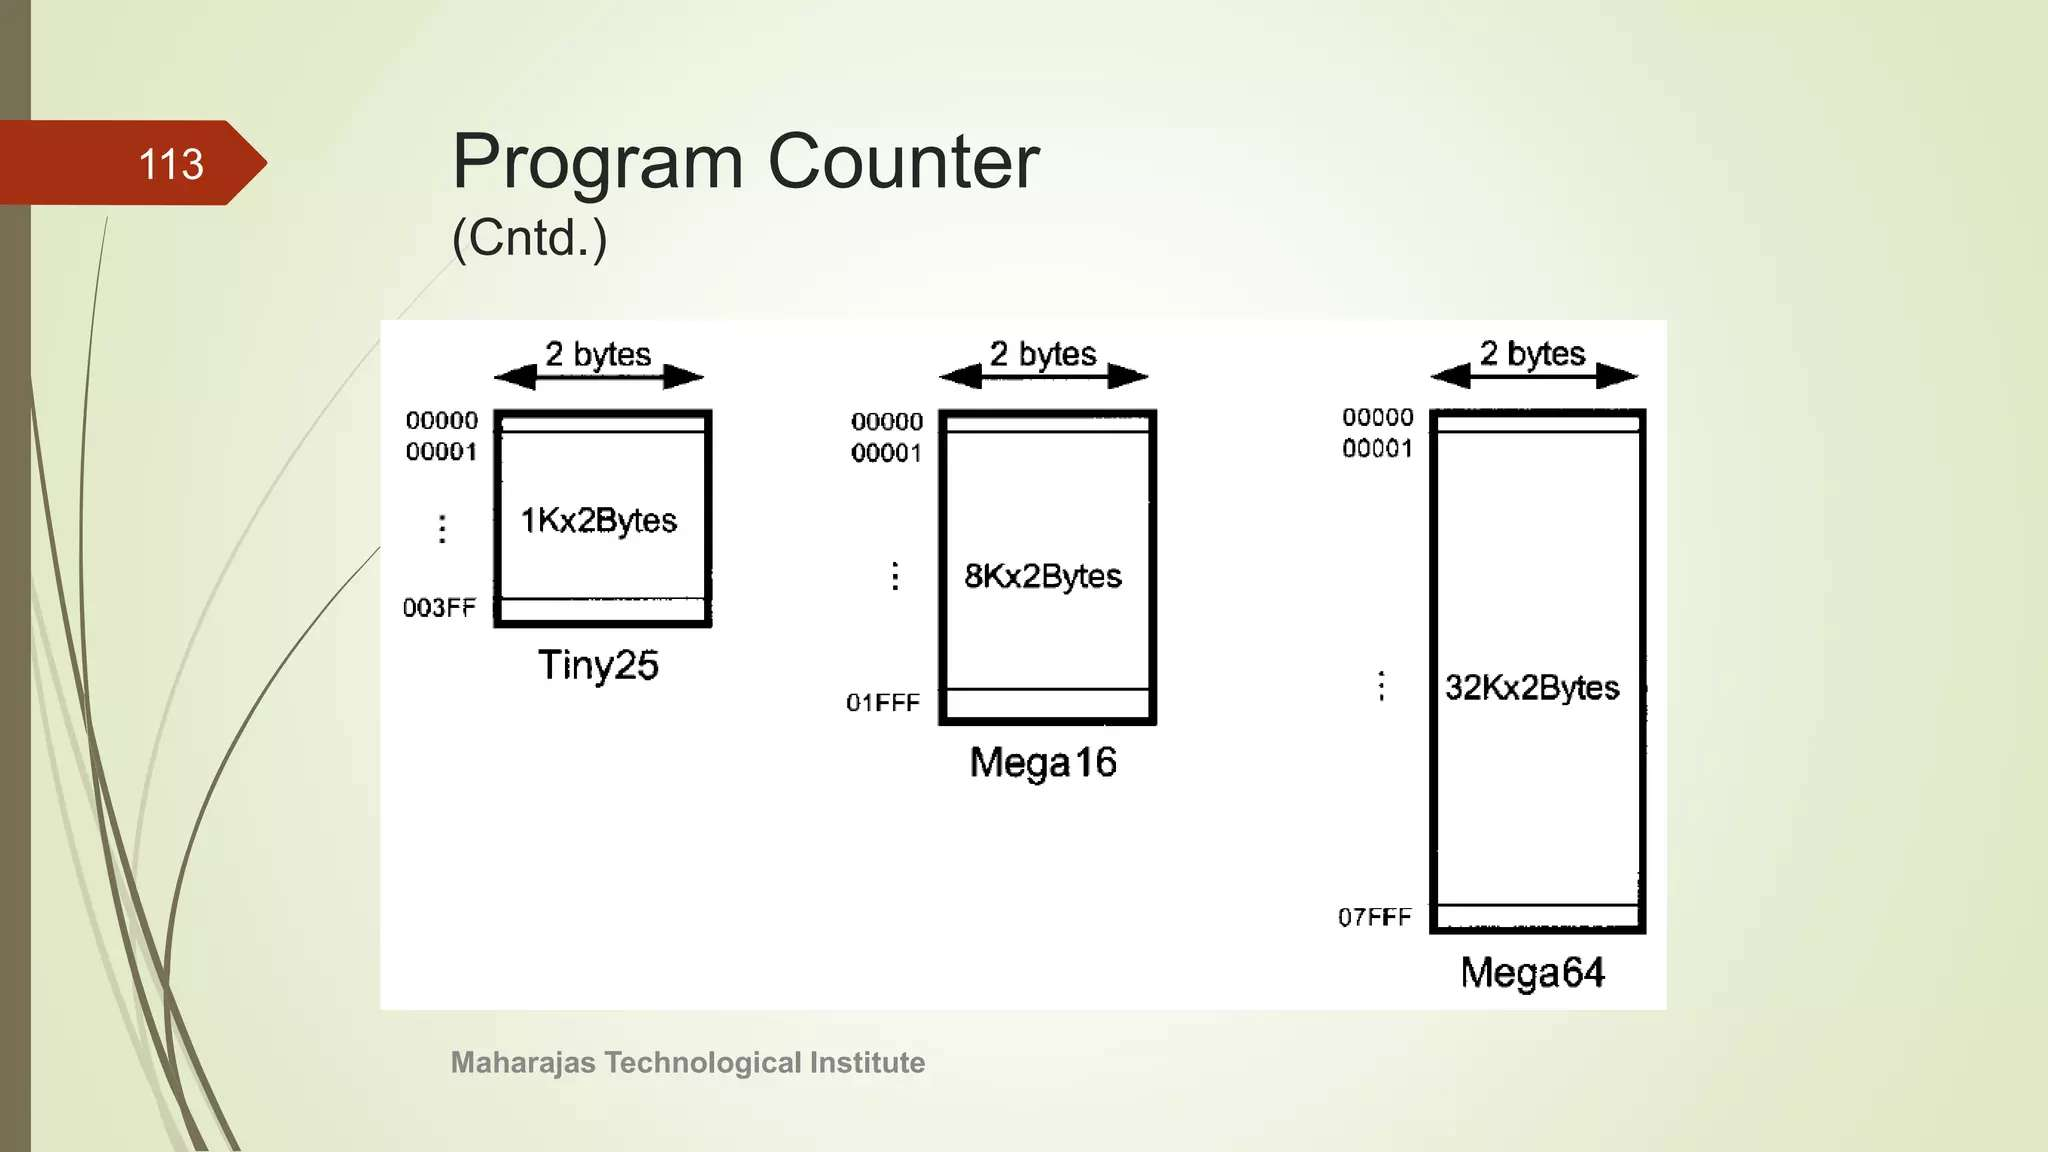 113
Program Counter
(Cntd.)
2 bytes
00000
00001
⋮
1Kx2Bytes
003FF
Tiny25
2 bytes
00000
00001
⋮
8Kx2Bytes
01FFF
Mega16
2 bytes
00000
00001
⋮
32Kx2Bytes
07FFF
Mega64
Maharajas Technological Institute